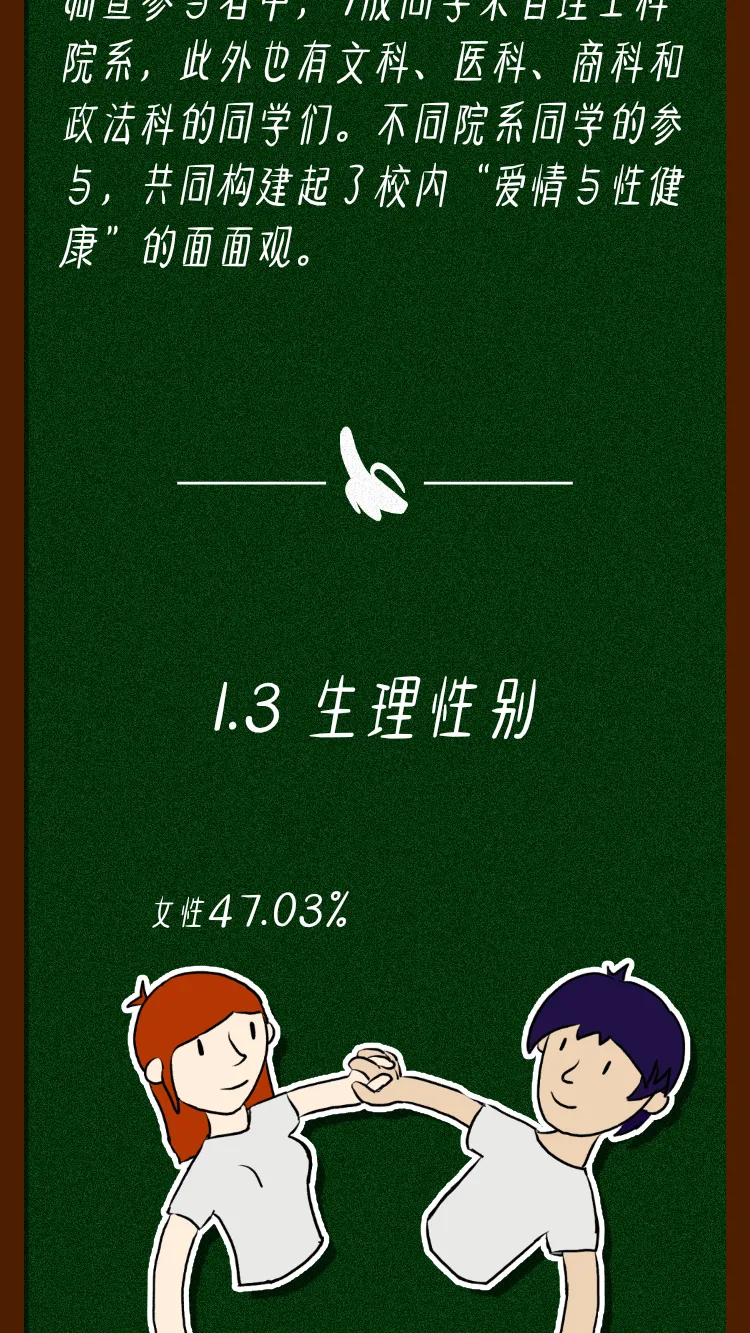 调查参与者中，7成同学来自理工科
院系，此外也有文科、医科、商科和
政法科的同学们。不同院系同学的参
与，共同构建起了校内“爱情与性健
康”的面面观。
1.3 生理性别
女性47.03%